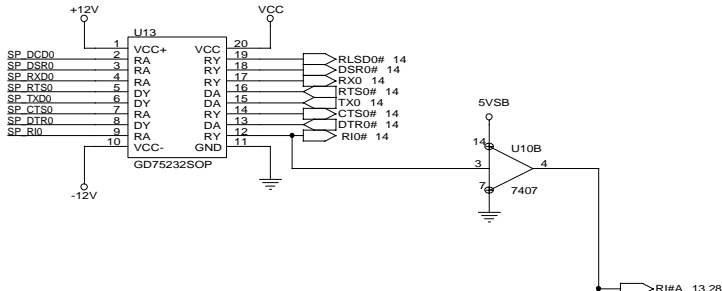 +12V
VCC
U13
1 VCC+ VCC 20
SP_DCD0 2 RA RY 19 RLSD0# 14
SP_DSR0 3 RA RY 18 DSR0# 14
SP_RXD0 4 RA RY 17 RX0 14
SP_RTS0 5 DY DA 16 RTS0# 14
SP_TXD0 6 DY DA 15 TX0 14
SP_CTS0 7 RA RY 14 CTS0# 14
SP_DTR0 8 DY DA 13 DTR0# 14
SP_RI0 9 RA RY 12 RI0# 14
10 VCC- GND 11
GD75232SOP
-12V
5VSB
14 U10B
3 4
7 7407
RI#A 13,28